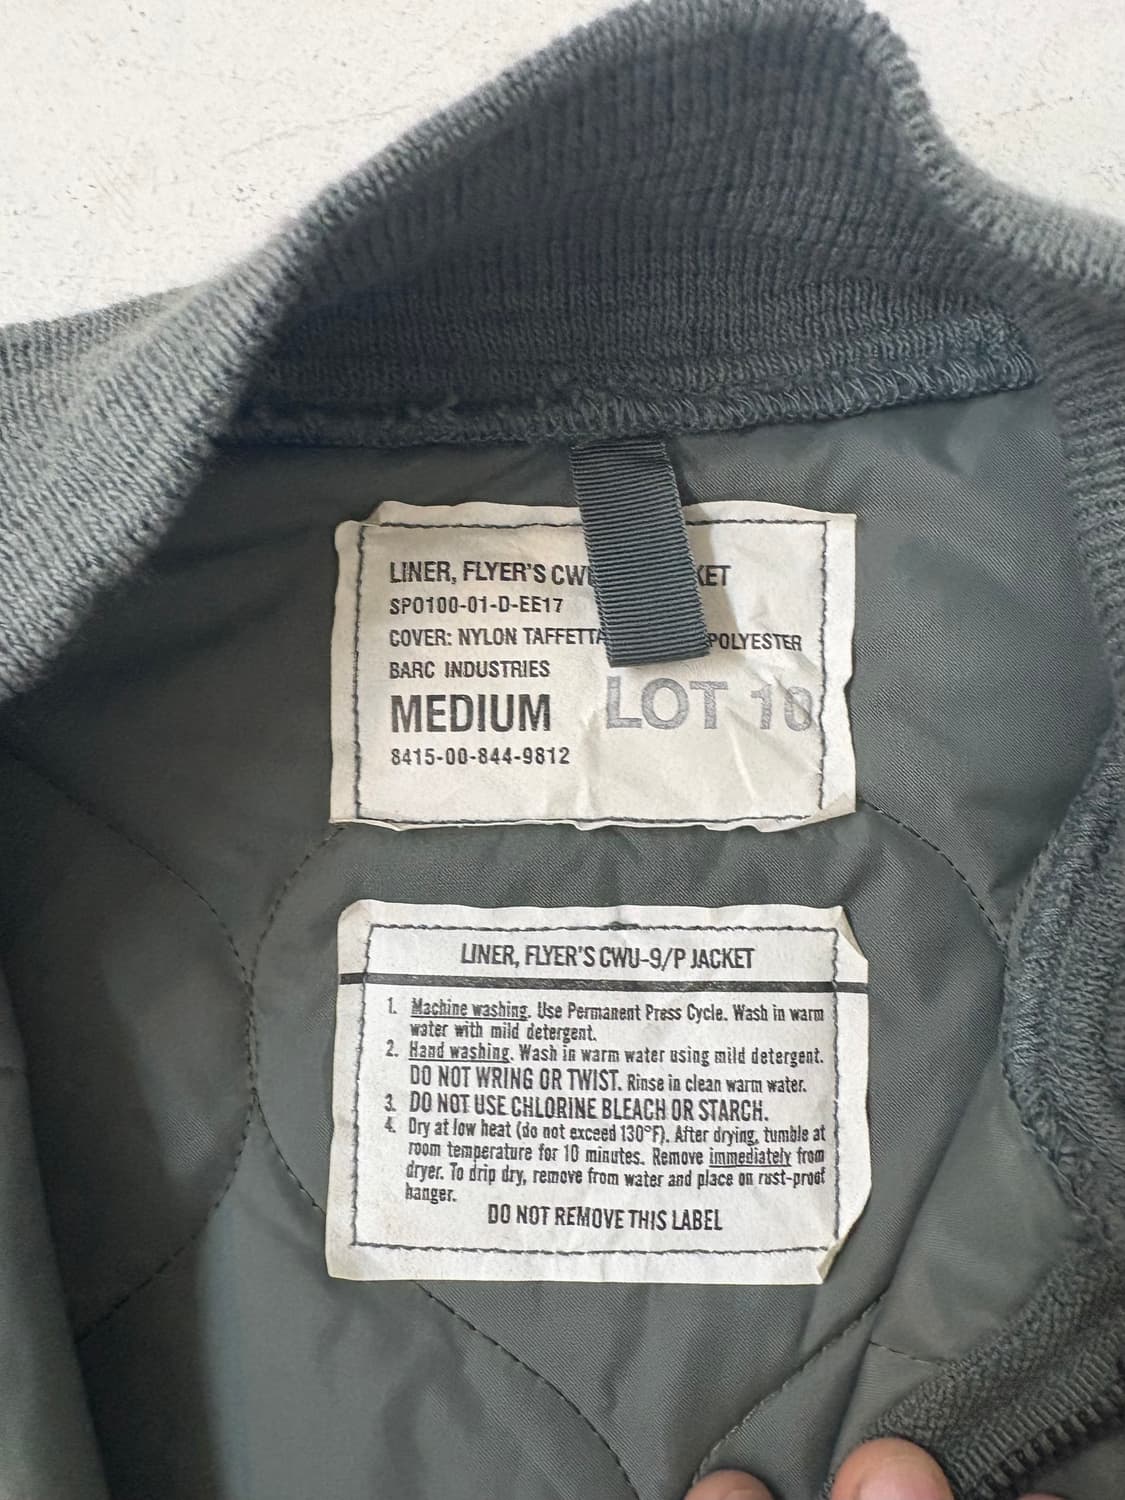 LINER, FLYER'S CW KET
SPO100-01-D-EE17
COVER: NYLON TAFFETA POLYESTER
BARC INDUSTRIES
MEDIUM LOT 10
8415-00-844-9812
LINER, FLYER'S CWU-9/P JACKET
1. Machine washing. Use Permanent Press Cycle. Wash in warm
water with mild detergent.
2. Hand washing. Wash in warm water using mild detergent.
DO NOT WRING OR TWIST. Rinse in clean warm water.
3. DO NOT USE CHLORINE BLEACH OR STARCH.
4. Dry at low heat (do not exceed 130°F). After drying, tumble at
room temperature for 10 minutes. Remove immediately from
dryer. To drip dry, remove from water and place on rust-proof
hanger.
DO NOT REMOVE THIS LABEL